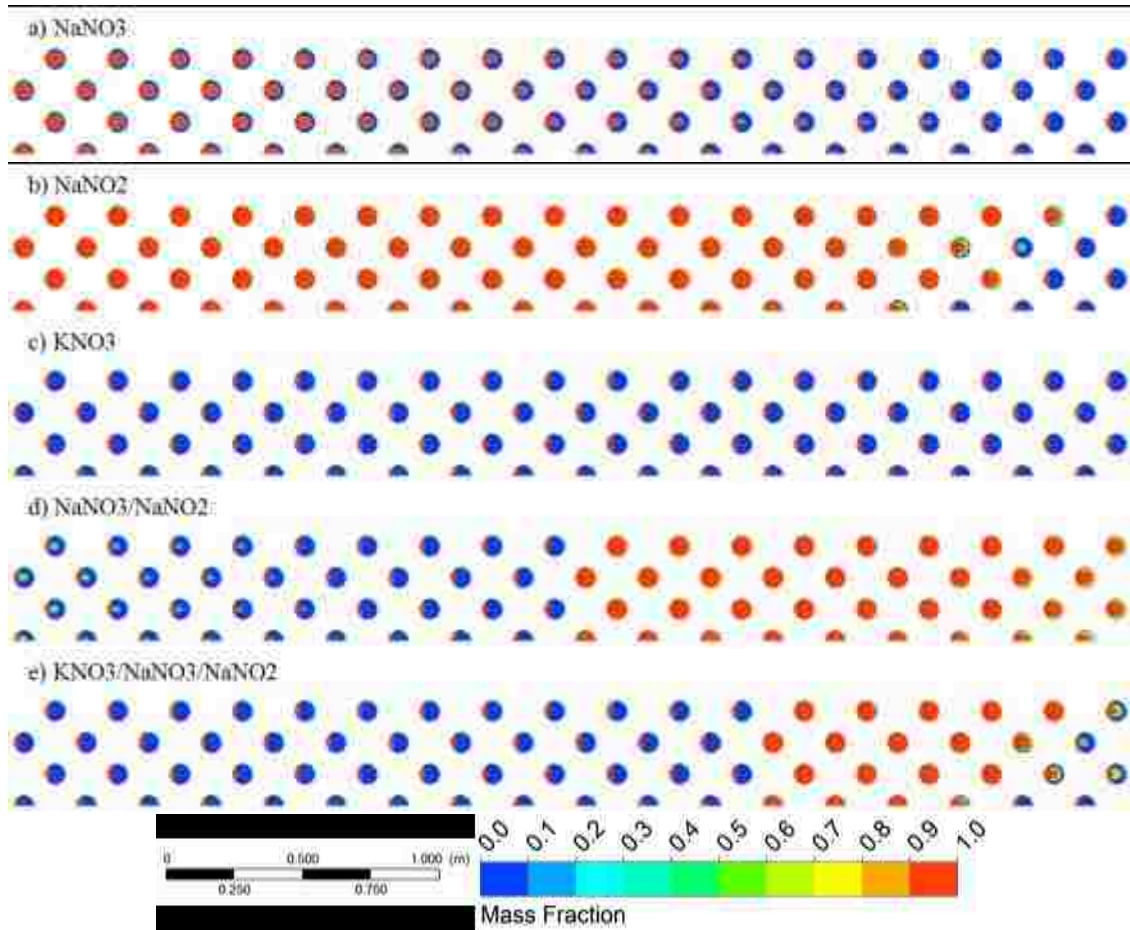 a) NaNO3
b) NaNO2
c) KNO3
d) NaNO3/NaNO2
e) KNO3/NaNO3/NaNO2
0.0 0.1 0.2 0.3 0.4 0.5 0.6 0.7 0.8 0.9 1.0
0 0.500 1.000 (m)
0.250 0.750
Mass Fraction